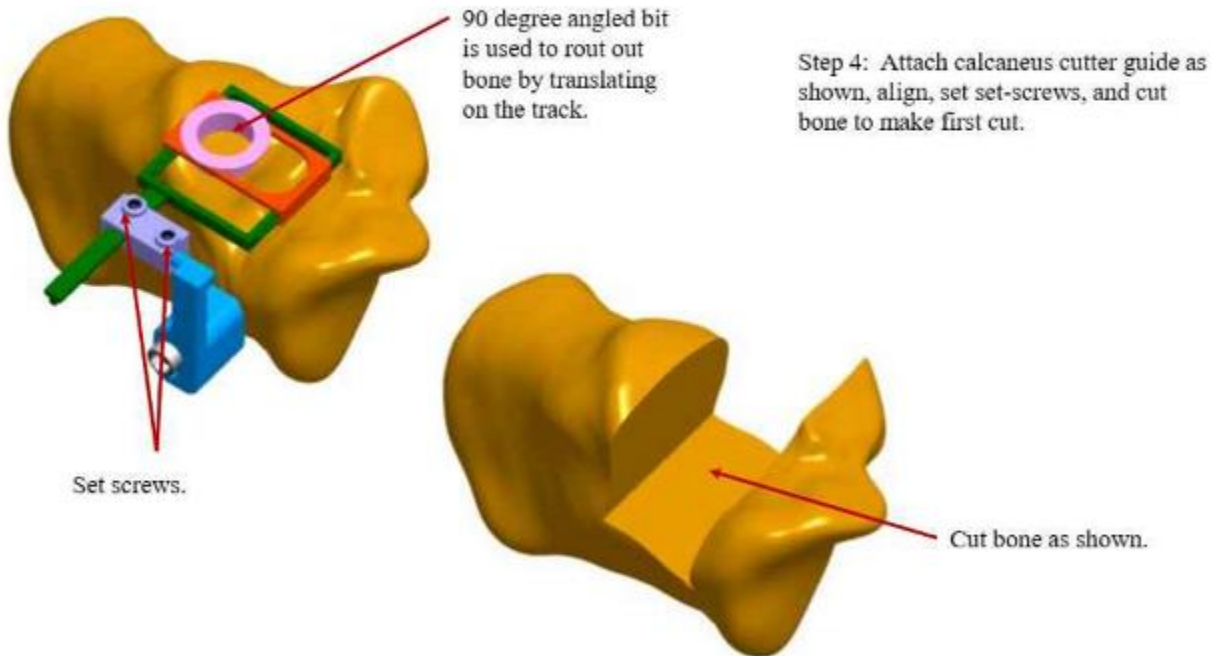 90 degree angled bit
is used to rout out
bone by translating
on the track.
Step 4:  Attach calcaneus cutter guide as
shown, align, set set-screws, and cut
bone to make first cut.
Set screws.
Cut bone as shown.